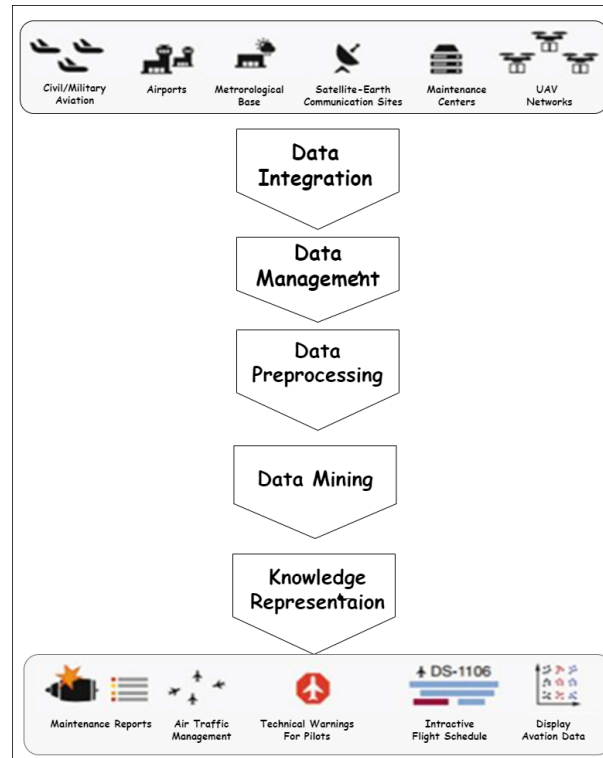 Civil/Military
Aviation
Airports
Metrorological
Base
Satellite-Earth
Communication Sites
Maintenance
Centers
UAV
Networks
Data
Integration
Data
Management
Data
Preprocessing
Data Mining
Knowledge
Representaion
DS-1106
Maintenance Reports
Air Traffic
Management
Technical Warnings
For Pilots
Intractive
Flight Schedule
Display
Avation Data